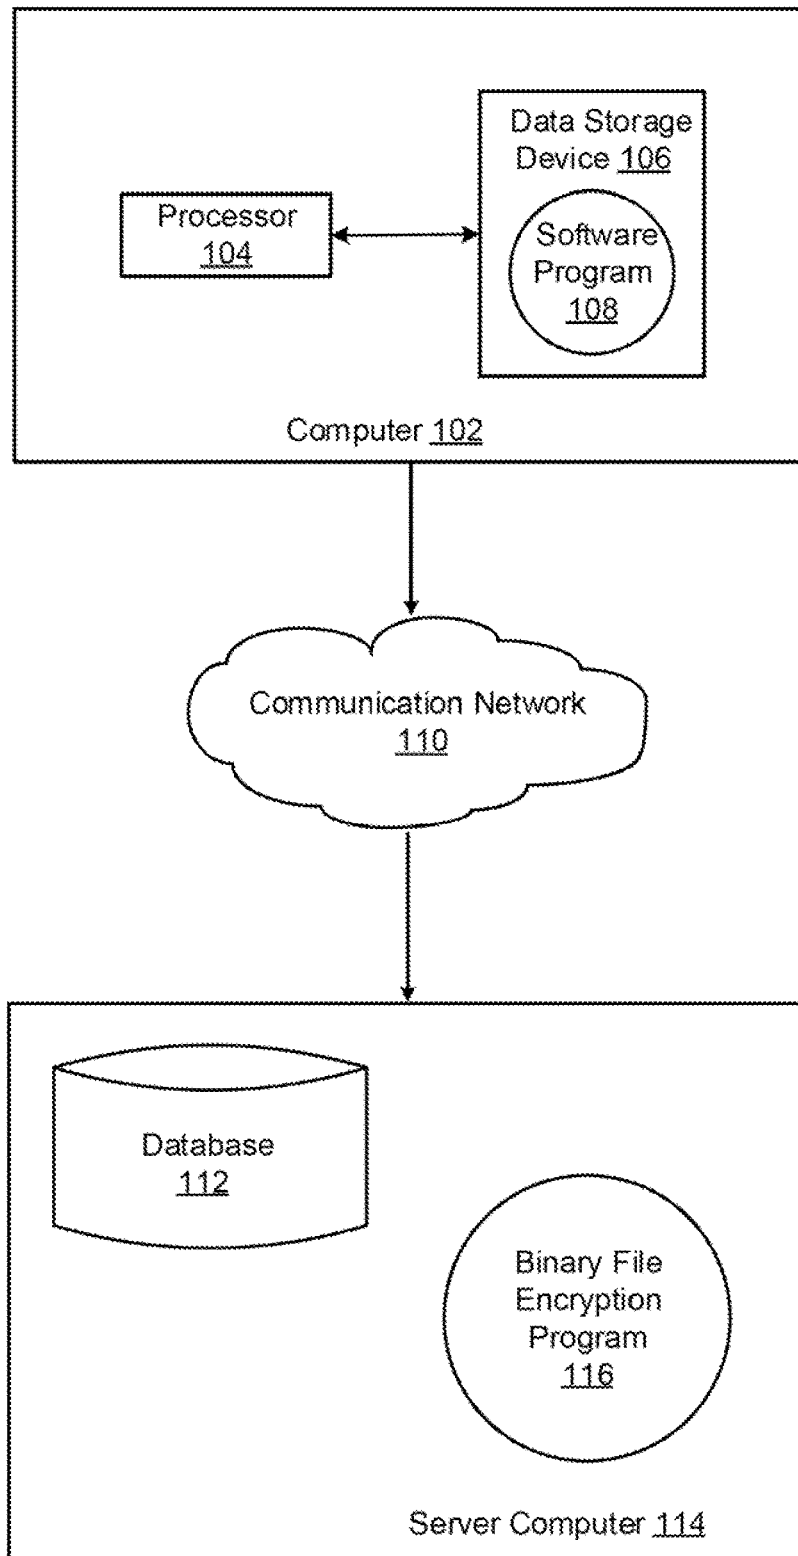 Data Storage
Device 106
Processor
104
Software
Program
108
Computer 102
Communication Network
110
Database
112
Binary File
Encryption
Program
116
Server Computer 114